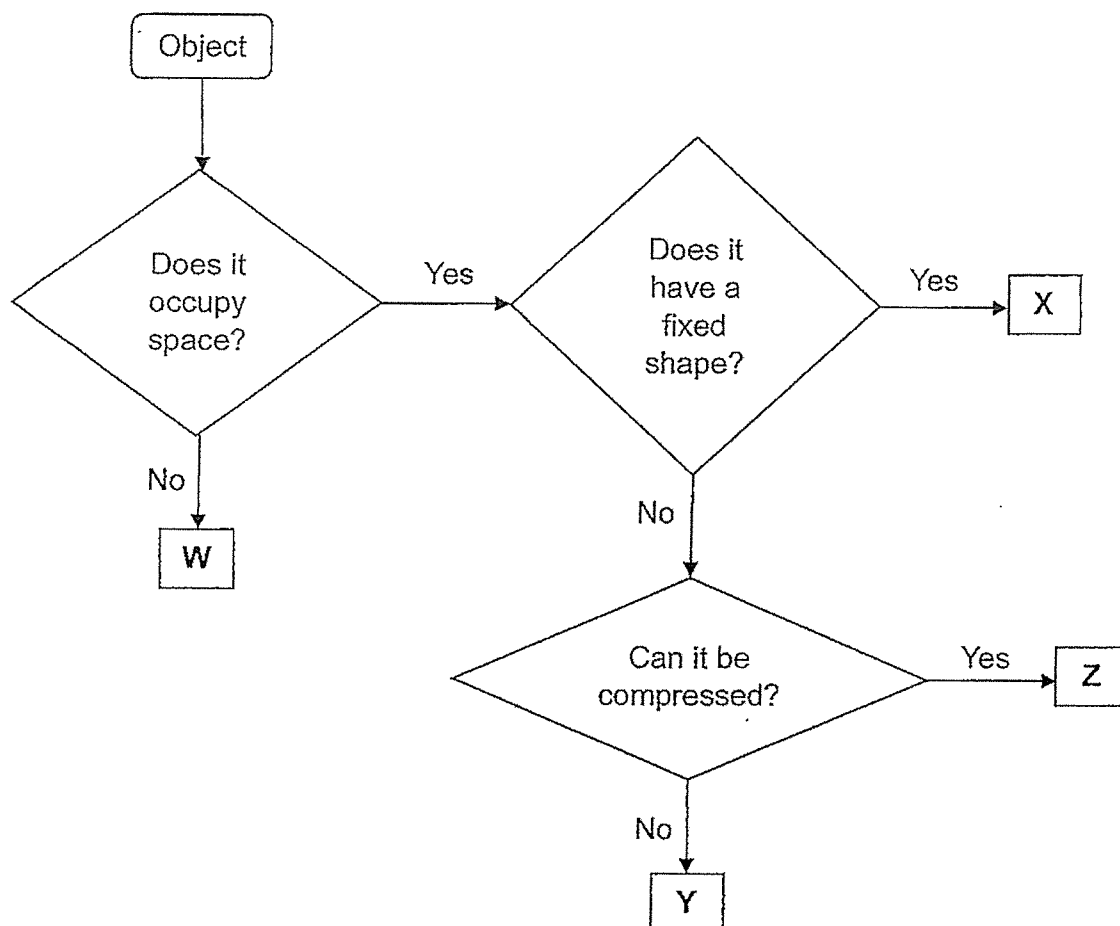 Object
Does it
occupy
space?
Yes
No
W
Does it
have a
fixed
shape?
Yes
X
No
Can it be
compressed?
Yes
Z
No
Y